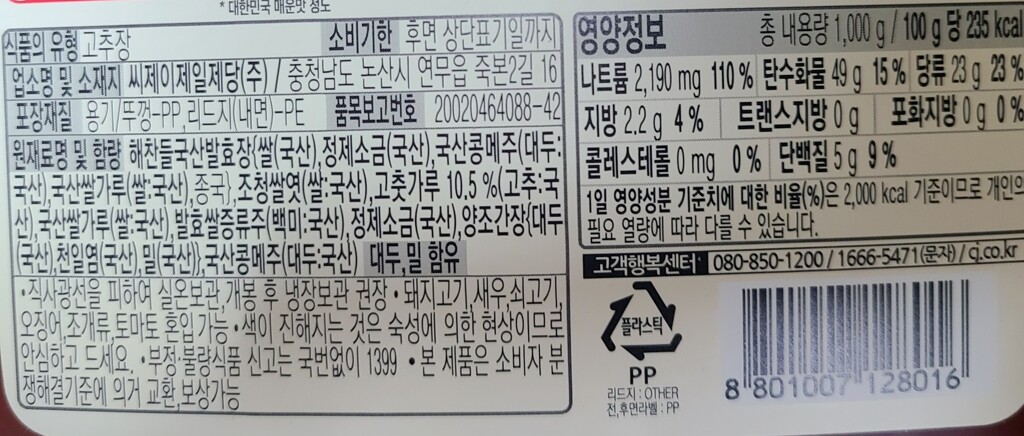 * 대한민국 매운맛 정도
식품의 유형 고추장 소비기한 후면 상단표기일까지
업소명 및 소재지 씨제이제일제당(주) / 충청남도 논산시 연무읍 죽본2길 16
포장재질 용기/뚜껑-PP,리드지(내면)-PE 품목보고번호 20020464088-42
원재료명 및 함량 해찬들국산발효장{쌀(국산),정제소금(국산),국산콩메주(대두:
국산),국산쌀가루(쌀:국산),종국},조청쌀엿(쌀:국산),고춧가루 10.5 %(고추:국
산),국산쌀가루(쌀:국산),발효쌀증류주(백미:국산),정제소금(국산),양조간장{대두
(국산),천일염(국산),밀(국산)},국산콩메주(대두:국산) 대두,밀 함유
•직사광선을 피하여 실온보관,개봉 후 냉장보관 권장 •돼지고기,새우,쇠고기,
오징어,조개류,토마토 혼입 가능 •색이 진해지는 것은 숙성에 의한 현상이므로
안심하고 드세요. •부정·불량식품 신고는 국번없이 1399 •본 제품은 소비자 분
쟁해결기준에 의거 교환,보상가능
영양정보 총 내용량 1,000 g / 100 g 당 235 kcal
나트륨 2,190 mg 110 % 탄수화물 49 g 15 % 당류 23 g 23 %
지방 2.2 g 4 % 트랜스지방 0 g 포화지방 0 g 0 %
콜레스테롤 0 mg 0 % 단백질 5 g 9 %
1일 영양성분 기준치에 대한 비율(%)은 2,000 kcal 기준이므로 개인의
필요 열량에 따라 다를 수 있습니다.
고객행복센터 080-850-1200 / 1666-5471(문자) / cj.co.kr
플라스틱
PP
리드지 : OTHER
전,후면라벨 : PP
8 801007 128016